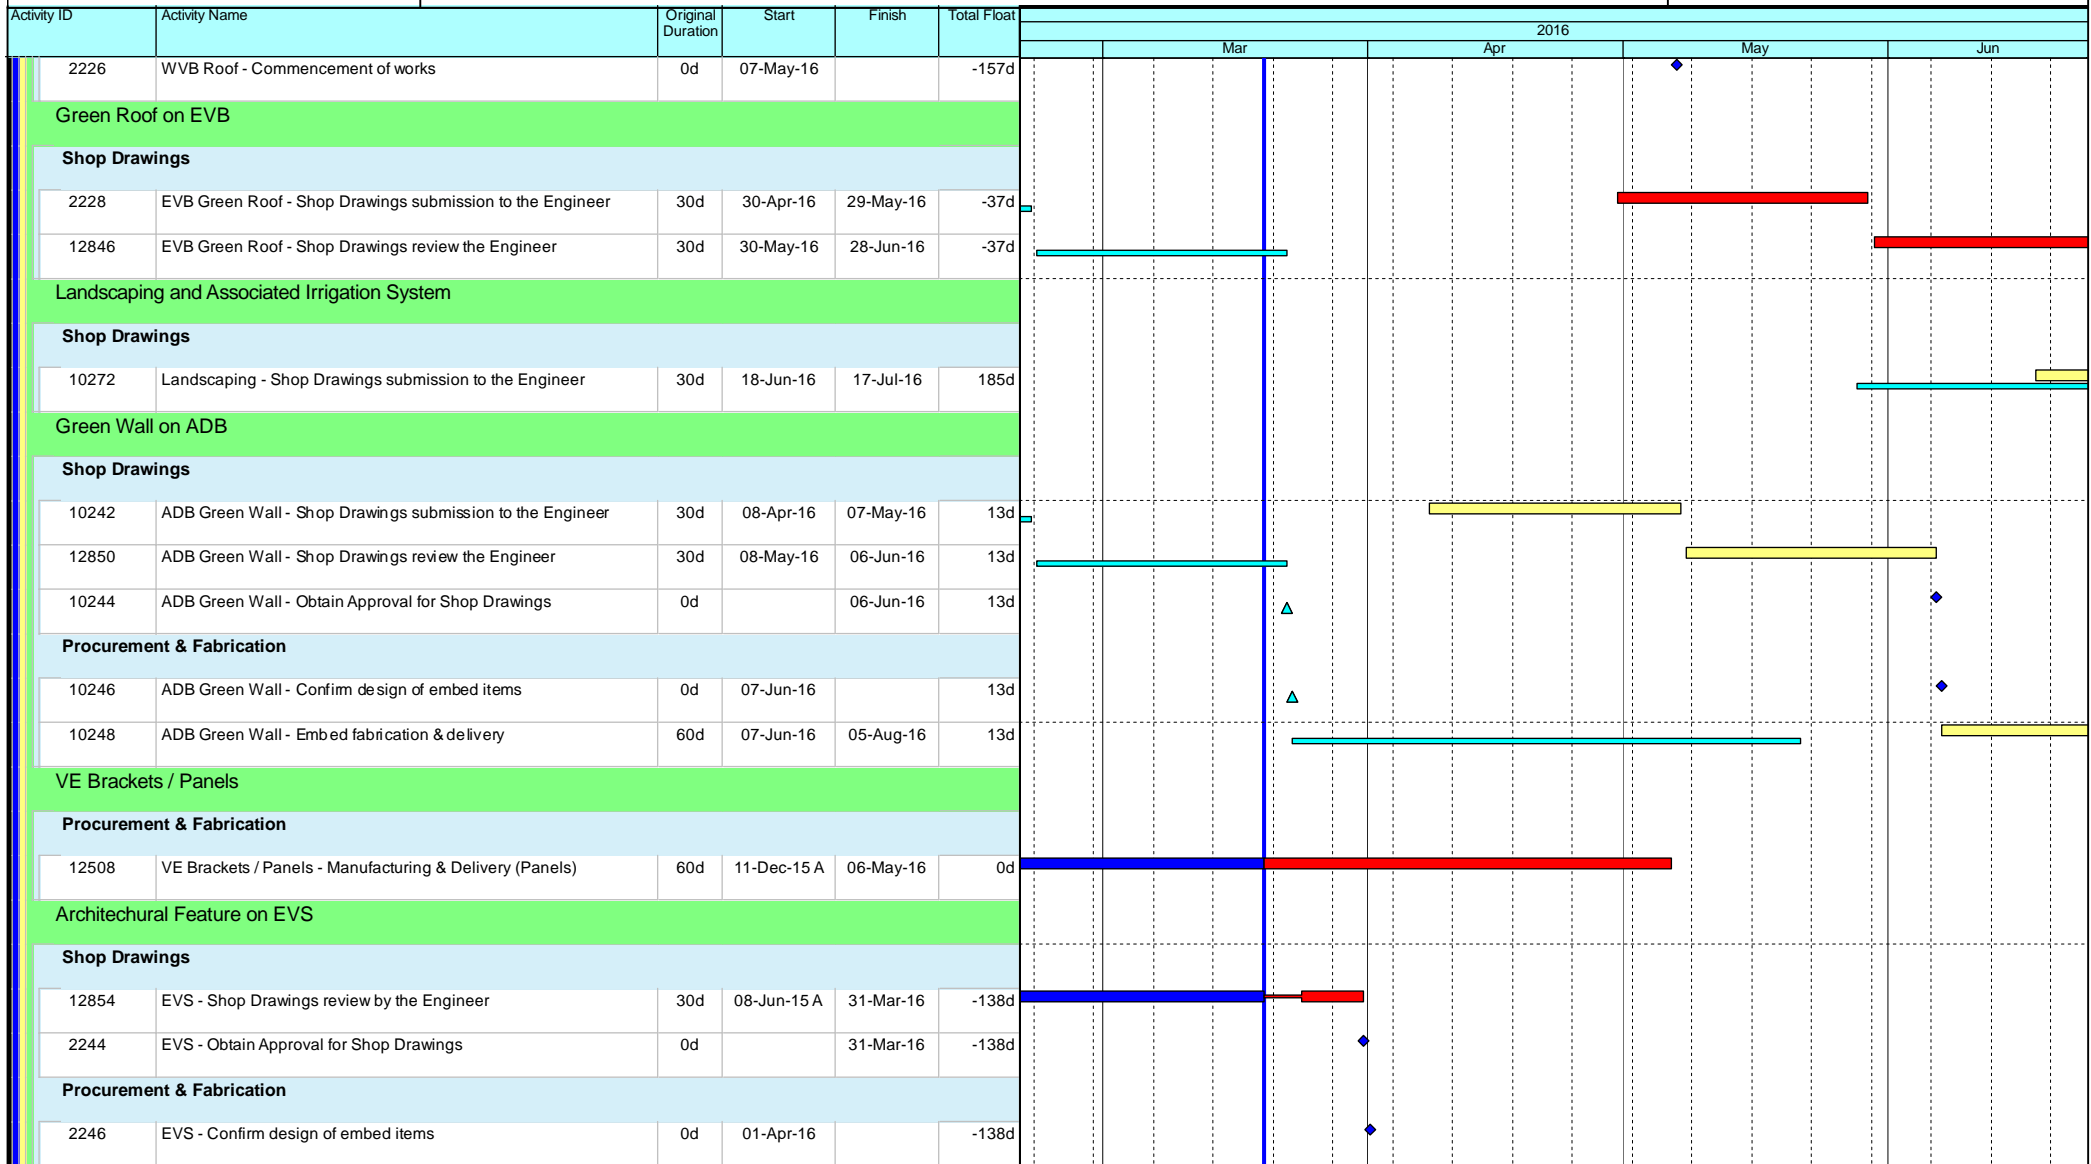 Activity ID Activity Name Original Duration Start Finish Total Float
2016
Mar Apr May Jun
2226 WVB Roof - Commencement of works 0d 07-May-16 -157d
Green Roof on EVB
Shop Drawings
2228 EVB Green Roof - Shop Drawings submission to the Engineer 30d 30-Apr-16 29-May-16 -37d
12846 EVB Green Roof - Shop Drawings review the Engineer 30d 30-May-16 28-Jun-16 -37d
Landscaping and Associated Irrigation System
Shop Drawings
10272 Landscaping - Shop Drawings submission to the Engineer 30d 18-Jun-16 17-Jul-16 185d
Green Wall on ADB
Shop Drawings
10242 ADB Green Wall - Shop Drawings submission to the Engineer 30d 08-Apr-16 07-May-16 13d
12850 ADB Green Wall - Shop Drawings review the Engineer 30d 08-May-16 06-Jun-16 13d
10244 ADB Green Wall - Obtain Approval for Shop Drawings 0d 06-Jun-16 13d
Procurement & Fabrication
10246 ADB Green Wall - Confirm design of embed items 0d 07-Jun-16 13d
10248 ADB Green Wall - Embed fabrication & delivery 60d 07-Jun-16 05-Aug-16 13d
VE Brackets / Panels
Procurement & Fabrication
12508 VE Brackets / Panels - Manufacturing & Delivery (Panels) 60d 11-Dec-15 A 06-May-16 0d
Architechural Feature on EVS
Shop Drawings
12854 EVS - Shop Drawings review by the Engineer 30d 08-Jun-15 A 31-Mar-16 -138d
2244 EVS - Obtain Approval for Shop Drawings 0d 31-Mar-16 -138d
Procurement & Fabrication
2246 EVS - Confirm design of embed items 0d 01-Apr-16 -138d